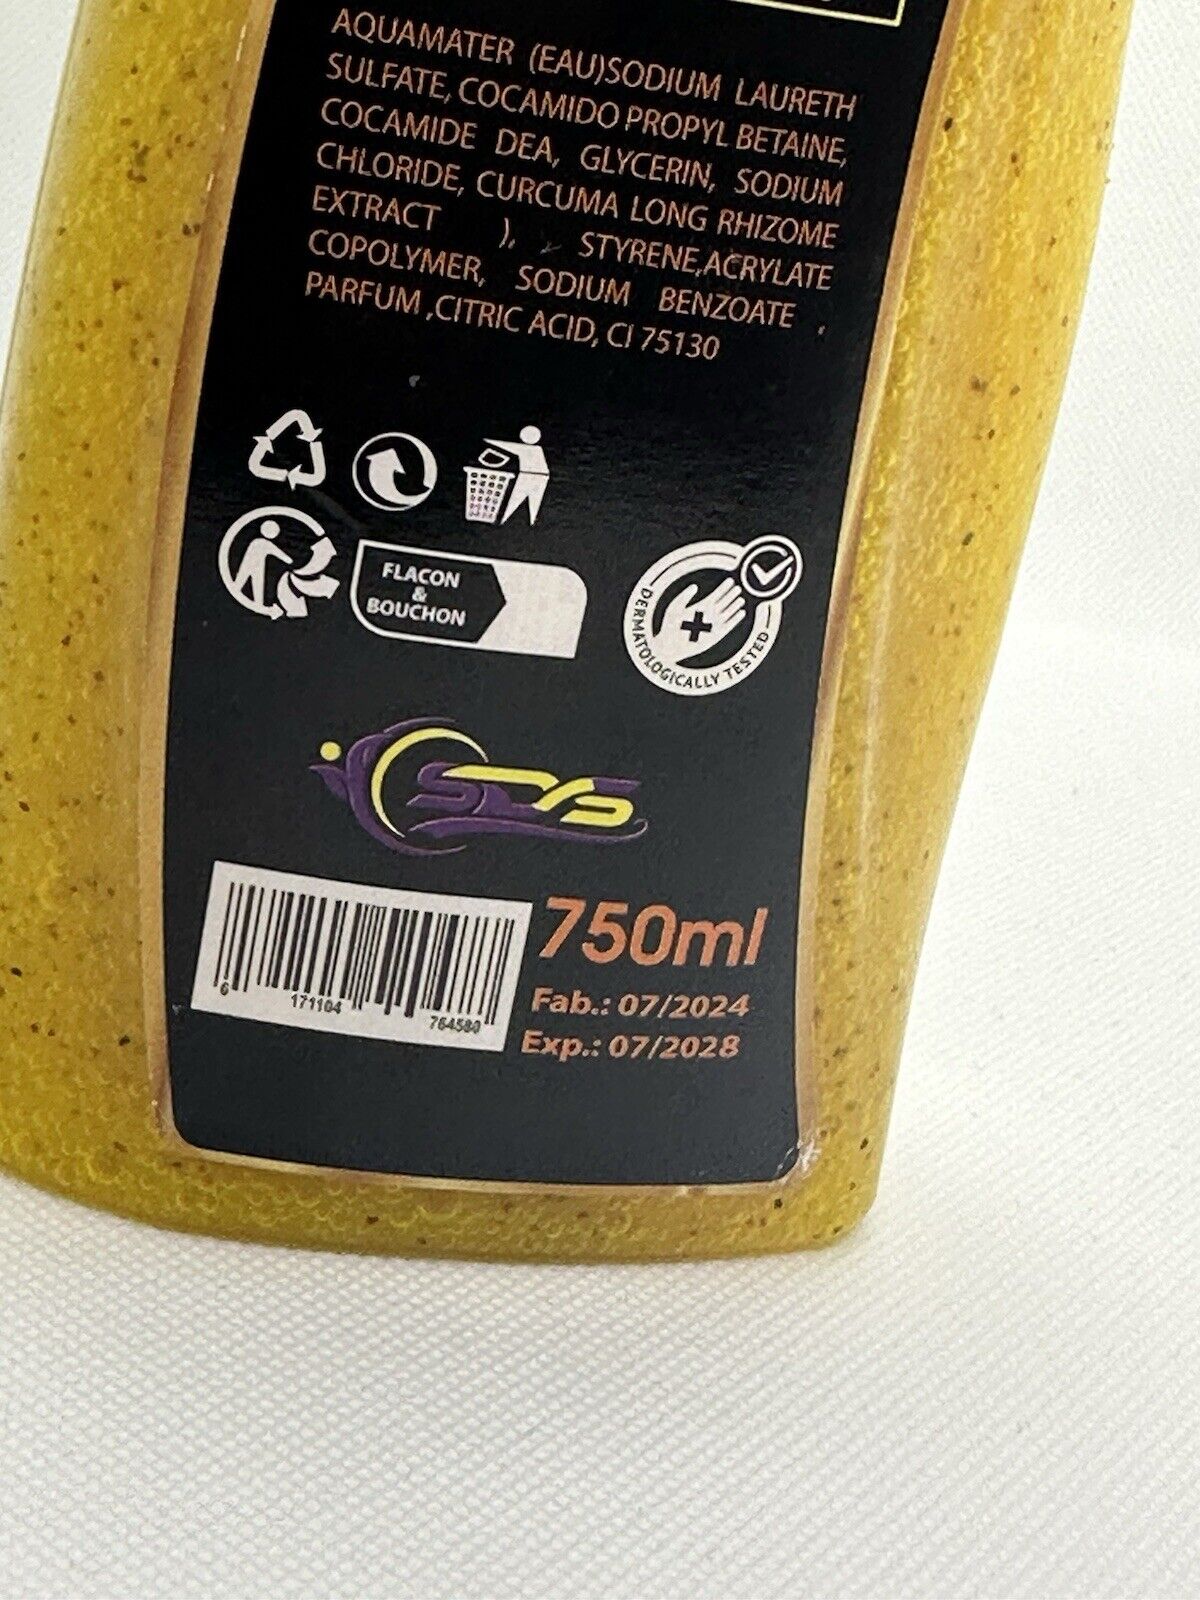 AQUAMATER (EAU)SODIUM LAURETH
SULFATE, COCAMIDO PROPYL BETAINE,
COCAMIDE DEA, GLYCERIN, SODIUM
CHLORIDE, CURCUMA LONG RHIZOME
EXTRACT ), STYRENE,ACRYLATE
COPOLYMER, SODIUM BENZOATE ,
PARFUM ,CITRIC ACID, CI 75130
FLACON
&
BOUCHON
DERMATOLOGICALLY TESTED
750ml
6 171104 764580
Fab.: 07/2024
Exp.: 07/2028